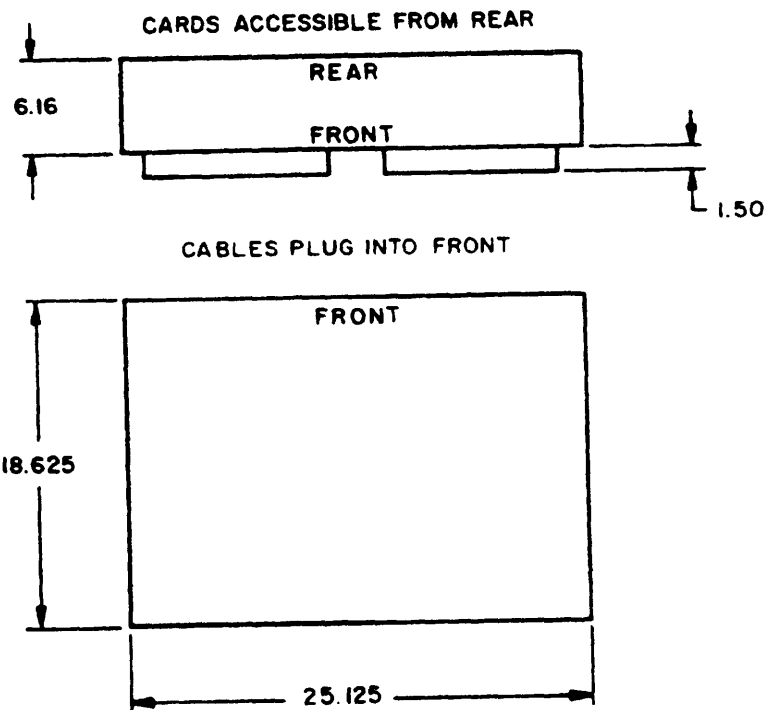 CARDS ACCESSIBLE FROM REAR
REAR
6.16
FRONT
1.50
CABLES PLUG INTO FRONT
FRONT
18.625
25.125